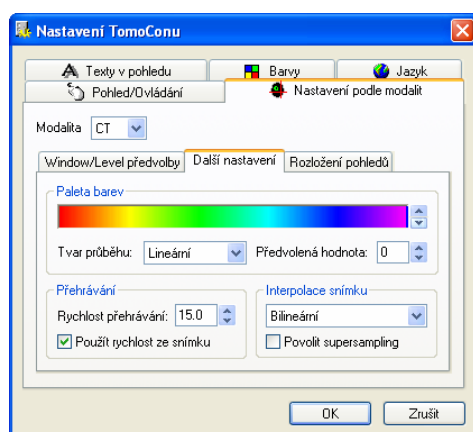 Nastavení TomoConu
Texty v pohledu
Barvy
Jazyk
Pohled/Ovládání
Nastavení podle modalit
Modalita CT
Window/Level předvolby
Další nastavení
Rozložení pohledů
Paleta barev
Tvar průběhu: Lineární
Předvolená hodnota: 0
Přehrávání
Rychlost přehrávání: 15.0
Použít rychlost ze snímku
Interpolace snímku
Bilineární
Povolit supersampling
OK
Zrušit